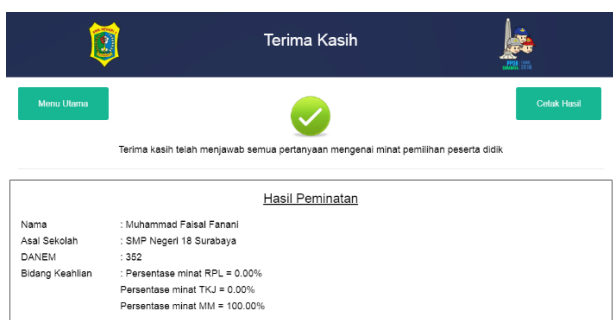 Terima Kasih
Menu Utama
Cetak Hasil
Terima kasih telah menjawab semua pertanyaan mengenai minat pemilihan peserta didik
Hasil Peminatan
Nama : Muhammad Faisal Fanani
Asal Sekolah : SMP Negeri 18 Surabaya
DANEM : 352
Bidang Keahlian : Persentase minat RPL = 0.00%
Persentase minat TKJ = 0.00%
Persentase minat MM = 100.00%